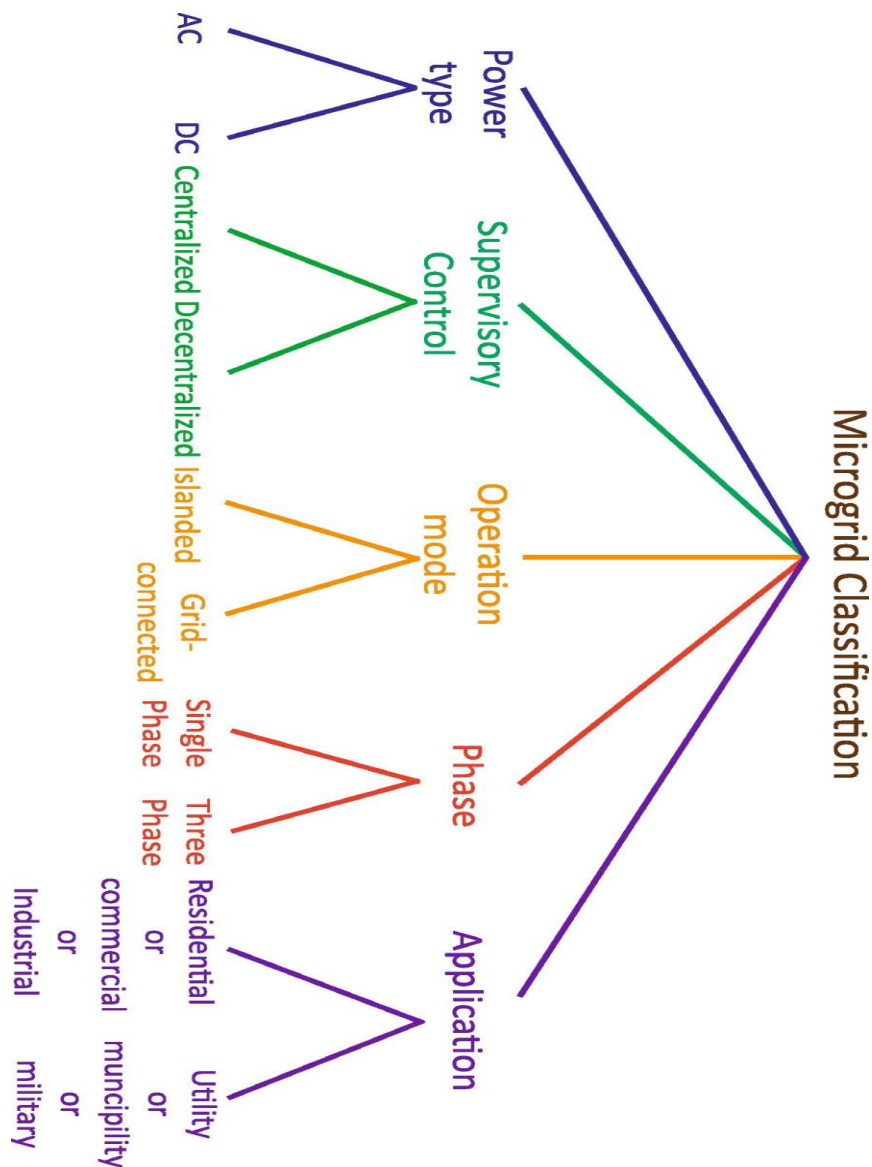 Microgrid Classification
Power
type
Supervisory
Control
Operation
mode
Phase
Application
AC
DC
Centralized
Decentralized
Islanded
Grid-
connected
Single
Phase
Three
Phase
Residential
or
commercial
or
Industrial
Utility
or
muncipility
or
military